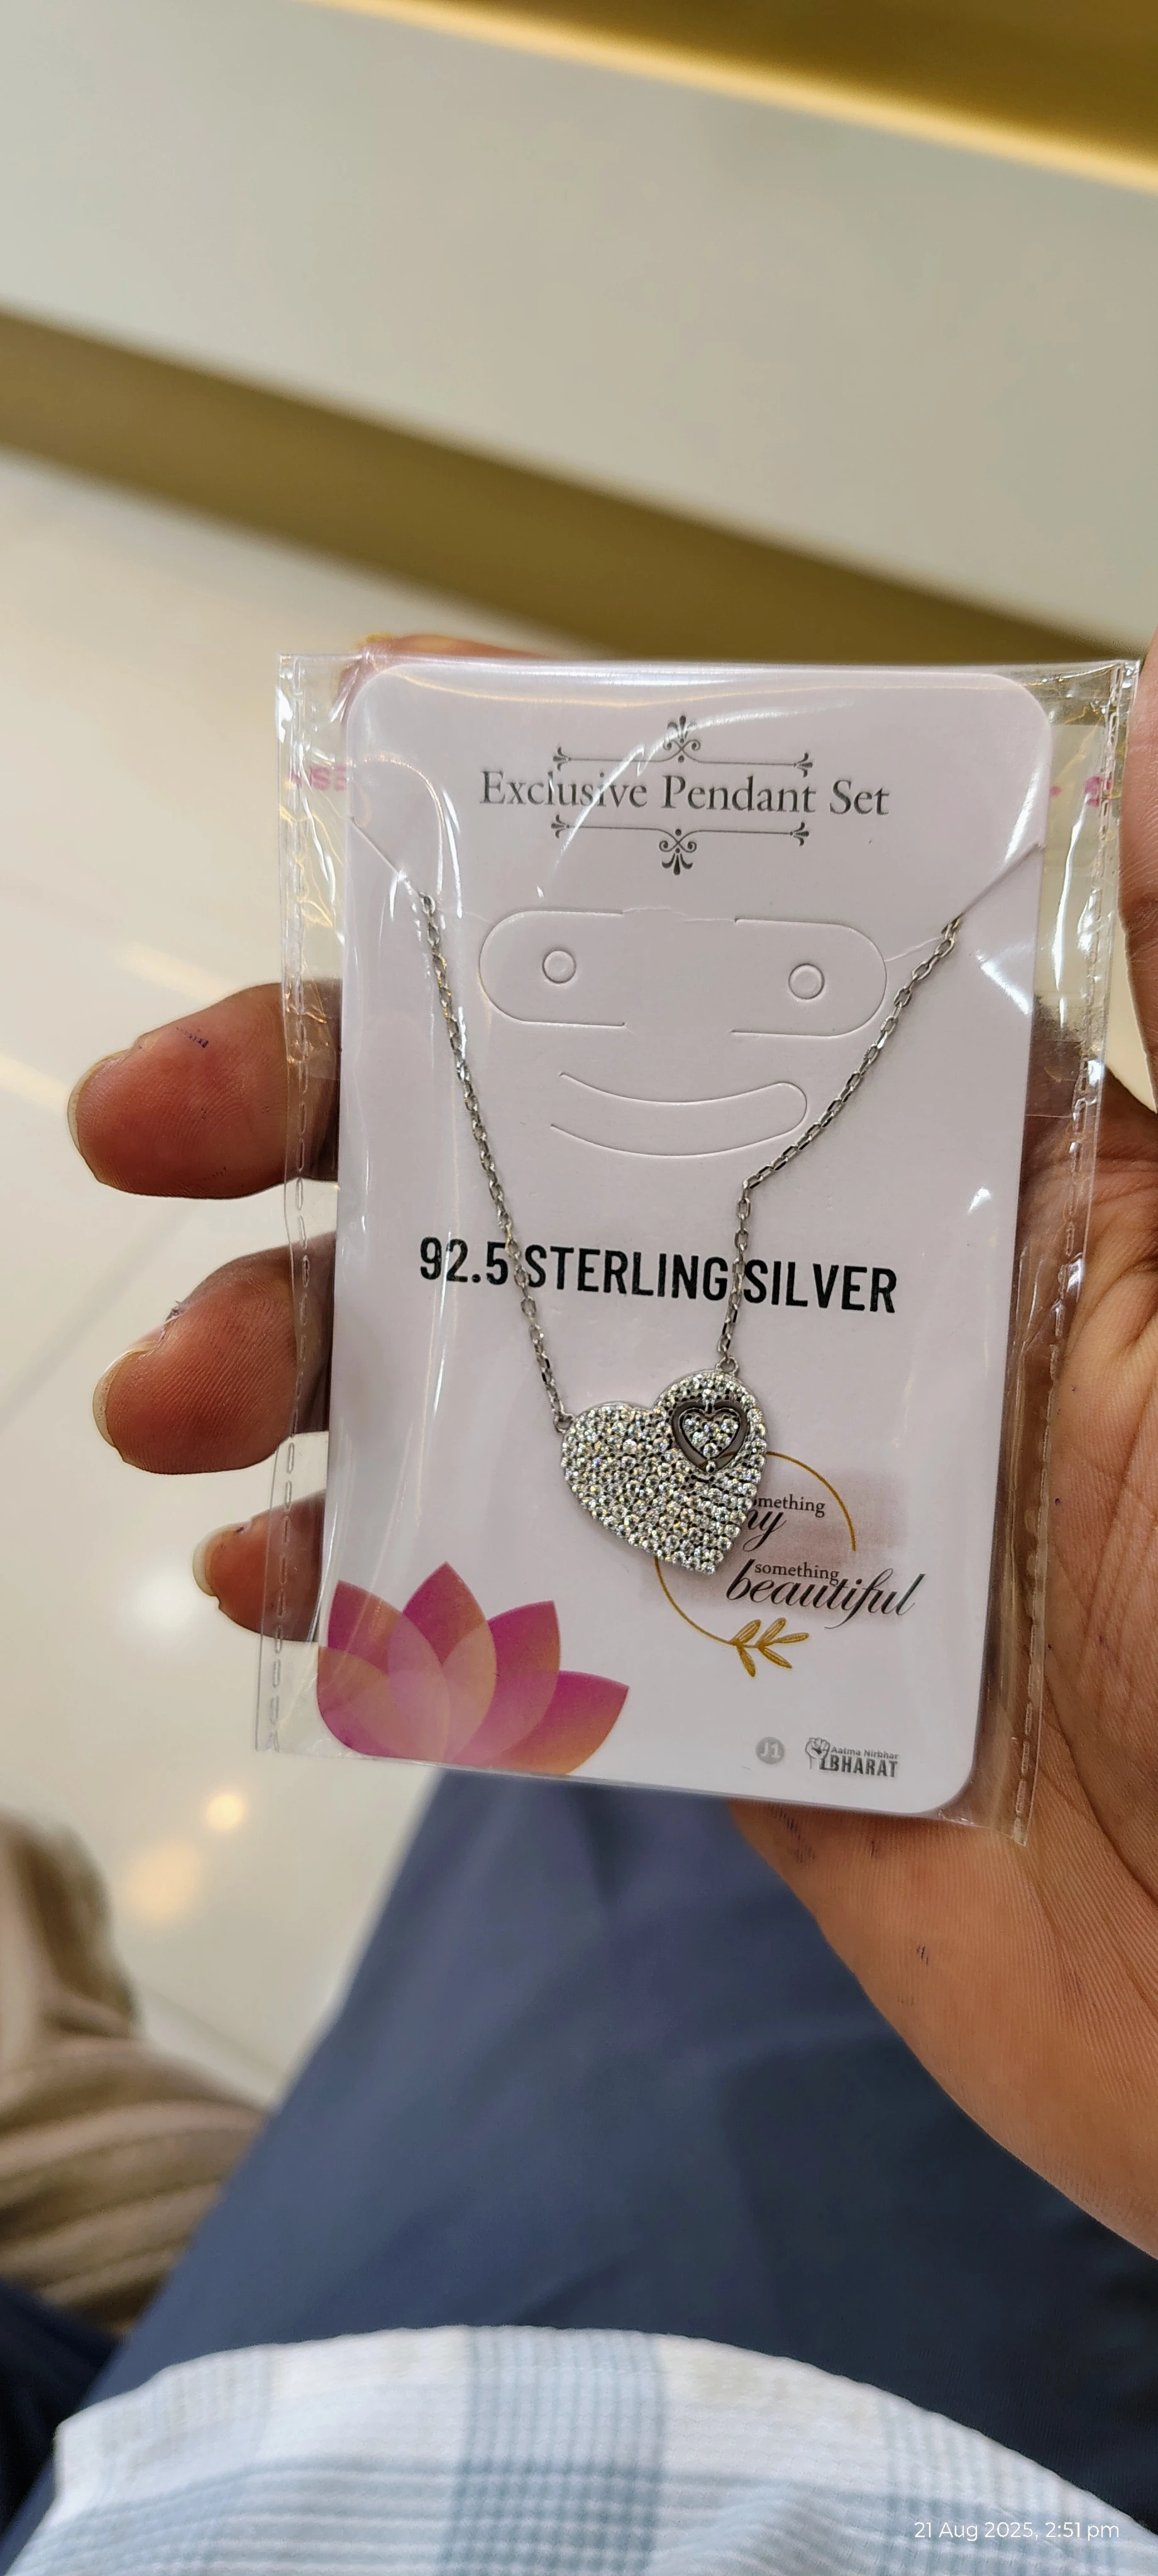 Exclusive Pendant Set
92.5 STERLING SILVER
something
beautiful
J1
Aatma Nirbhar
BHARAT
21 Aug 2025, 2:51 pm